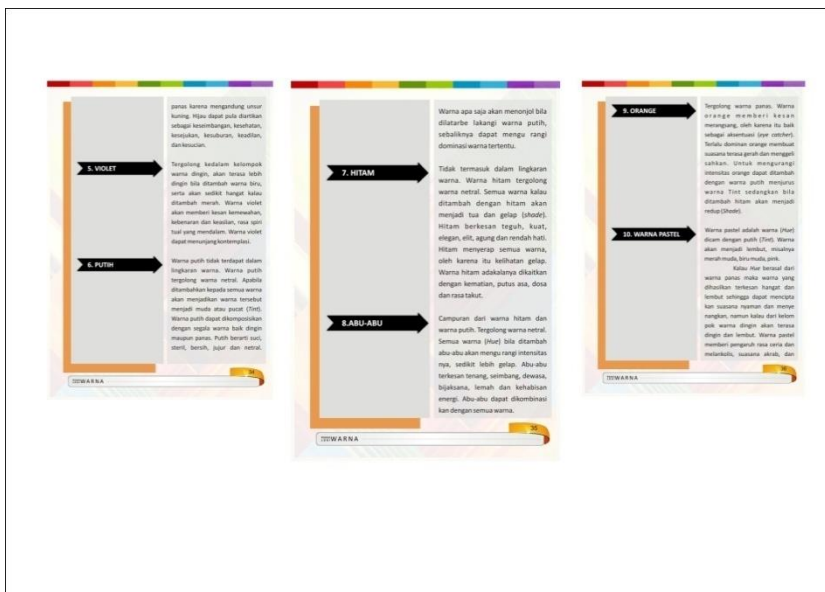 panas karena mengandung unsur
kuning. Hijau dapat pula diartikan
sebagai keseimbangan, kesehatan,
kesejukan, kesuburan, keadilan,
dan kesucian.
5. VIOLET
Tergolong kedalam kelompok
warna dingin, akan terasa lebih
dingin bila ditambah warna biru,
serta akan sedikit hangat kalau
ditambah merah. Warna violet
akan memberi kesan kemewahan,
kebenaran dan keaslian, rasa spiri
tual yang mendalam. Warna violet
dapat menunjang kontemplasi.
6. PUTIH
Warna putih tidak terdapat dalam
lingkaran warna. Warna putih
tergolong warna netral. Apabila
ditambahkan kepada semua warna
akan menjadikan warna tersebut
menjadi muda atau pucat (Tint).
Warna putih dapat dikomposisikan
dengan segala warna baik dingin
maupun panas. Putih berarti suci,
steril, bersih, jujur dan netral.
WARNA
Warna apa saja akan menonjol bila
dilatarbe lakangi warna putih,
sebaliknya dapat mengu rangi
dominasi warna tertentu.
7. HITAM
Tidak termasuk dalam lingkaran
warna. Warna hitam tergolong
warna netral. Semua warna kalau
ditambah dengan hitam akan
menjadi tua dan gelap (shade).
Hitam berkesan teguh, kuat,
elegan, elit, agung dan rendah hati.
Hitam menyerap semua warna,
oleh karena itu kelihatan gelap.
Warna hitam adakalanya dikaitkan
dengan kematian, putus asa, dosa
dan rasa takut.
8.ABU-ABU
Campuran dari warna hitam dan
warna putih. Tergolong warna netral.
Semua warna (Hue) bila ditambah
abu-abu akan mengu rangi intensitas
nya, sedikit lebih gelap. Abu-abu
terkesan tenang, seimbang, dewasa,
bijaksana, lemah dan kehabisan
energi. Abu-abu dapat dikombinasi
kan dengan semua warna.
35
WARNA
9. ORANGE
Tergolong warna panas. Warna
orange memberi kesan
merangsang, oleh karena itu baik
sebagai aksentuasi (eye catcher).
Terlalu dominan orange membuat
suasana terasa gerah dan menggeli
sahkan. Untuk mengurangi
intensitas orange dapat ditambah
dengan warna putih menjurus
warna Tint sedangkan bila
ditambah hitam akan menjadi
redup (Shade).
10. WARNA PASTEL
Warna pastel adalah warna (Hue)
dicam dengan putih (Tint). Warna
akan menjadi lembut, misalnya
merah muda, biru muda, pink.
Kalau Hue berasal dari
warna panas maka warna yang
dihasilkan terkesan hangat dan
lembut sehingga dapat mencipta
kan suasana nyaman dan menye
nangkan, namun kalau dari kelom
pok warna dingin akan terasa
dingin dan lembut. Warna pastel
memberi pengaruh rasa ceria dan
melankolis, suasana akrab, dan
WARNA